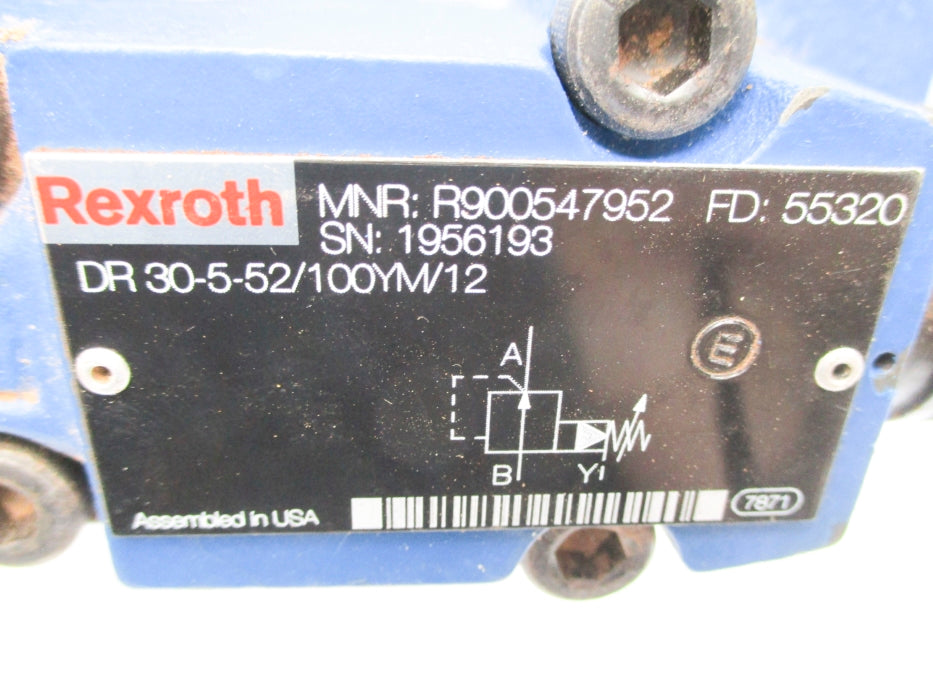 Rexroth MNR: R900547952 FD: 55320
SN: 1956193
DR 30-5-52/100YM/12
E
A
B Y
Assembled in USA 7871